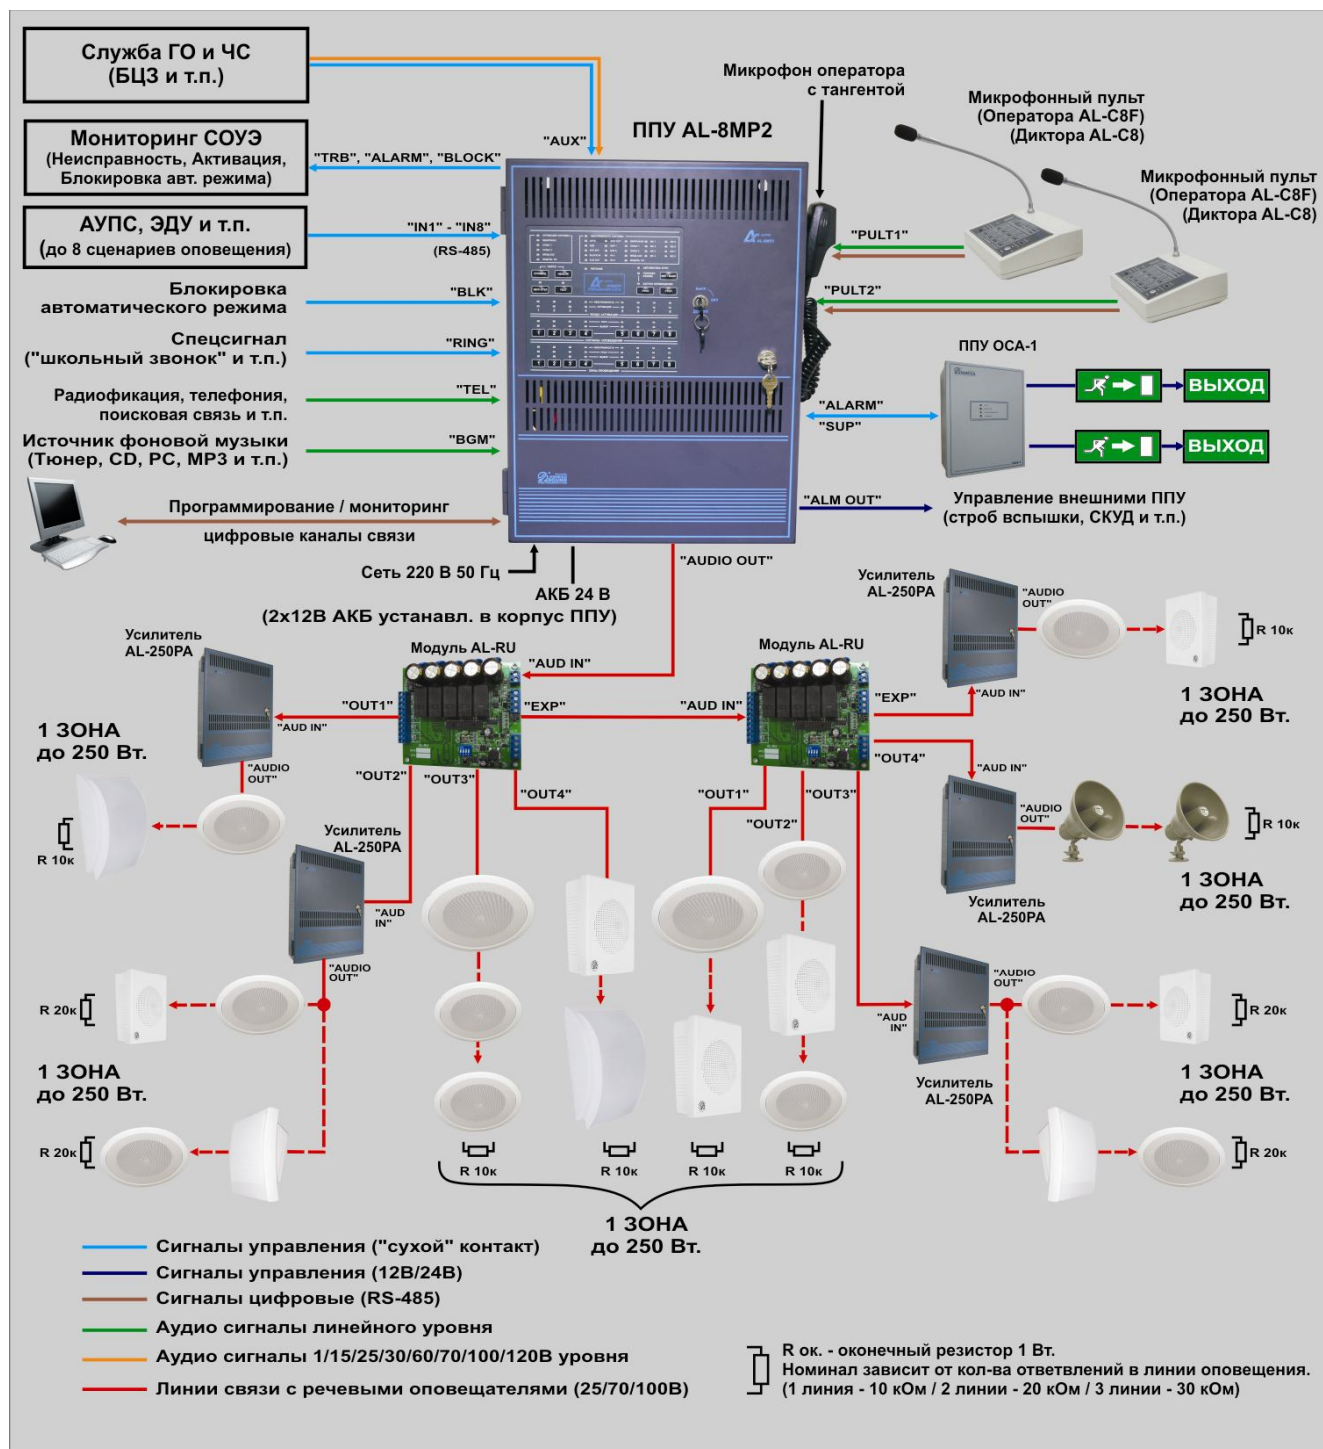 Служба ГО и ЧС
(БЦЗ и т.п.)
Мониторинг СОУЭ
(Неисправность, Активация,
Блокировка авт. режима)
АУПС, ЭДУ и т.п.
(до 8 сценариев оповещения)
Блокировка
автоматического режима
Спецсигнал
("школьный звонок" и т.п.)
Радиофикация, телефония,
поисковая связь и т.п.
Источник фоновой музыки
(Тюнер, CD, PC, MP3 и т.п.)
"AUX"
"TRB", "ALARM", "BLOCK"
"IN1" - "IN8"
(RS-485)
"BLK"
"RING"
"TEL"
"BGM"
Программирование / мониторинг
цифровые каналы связи
ППУ AL-8MP2
Микрофон оператора
с тангентой
Микрофонный пульт
(Оператора AL-C8F)
(Диктора AL-C8)
Микрофонный пульт
(Оператора AL-C8F)
(Диктора AL-C8)
"PULT1"
"PULT2"
ППУ ОСА-1
"ALARM"
"SUP"
ВЫХОД
ВЫХОД
"ALM OUT"
Управление внешними ППУ
(строб вспышки, СКУД и т.п.)
Сеть 220 В 50 Гц
АКБ 24 В
(2х12В АКБ устанавл. в корпус ППУ)
"AUDIO OUT"
Усилитель
AL-250PA
Модуль AL-RU
"AUD IN"
Модуль AL-RU
Усилитель
AL-250PA
"AUDIO
OUT"
R 10к
"AUD IN"
1 ЗОНА
до 250 Вт.
"OUT1"
"AUD IN"
"EXP"
"AUD IN"
"EXP"
1 ЗОНА
до 250 Вт.
"AUDIO
OUT"
"OUT2"
"OUT3"
"OUT4"
"OUT1"
"OUT2"
"OUT3"
"OUT4"
"AUD IN"
"AUDIO
OUT"
R 10к
R 10к
Усилитель
AL-250PA
"AUD
IN"
"AUDIO
OUT"
1 ЗОНА
до 250 Вт.
Усилитель
AL-250PA
R 20к
1 ЗОНА
до 250 Вт.
R 20к
"AUD
IN"
"AUDIO
OUT"
R 20к
Усилитель
AL-250PA
1 ЗОНА
до 250 Вт.
R 20к
R 10к
R 10к
R 10к
R 10к
1 ЗОНА
до 250 Вт.
Сигналы управления ("сухой" контакт)
Сигналы управления (12В/24В)
Сигналы цифровые (RS-485)
Аудио сигналы линейного уровня
Аудио сигналы 1/15/25/30/60/70/100/120В уровня
Линии связи с речевыми оповещателями (25/70/100В)
R ок. - оконечный резистор 1 Вт.
Номинал зависит от кол-ва ответвлений в линии оповещения.
(1 линия - 10 кОм / 2 линии - 20 кОм / 3 линии - 30 кОм)